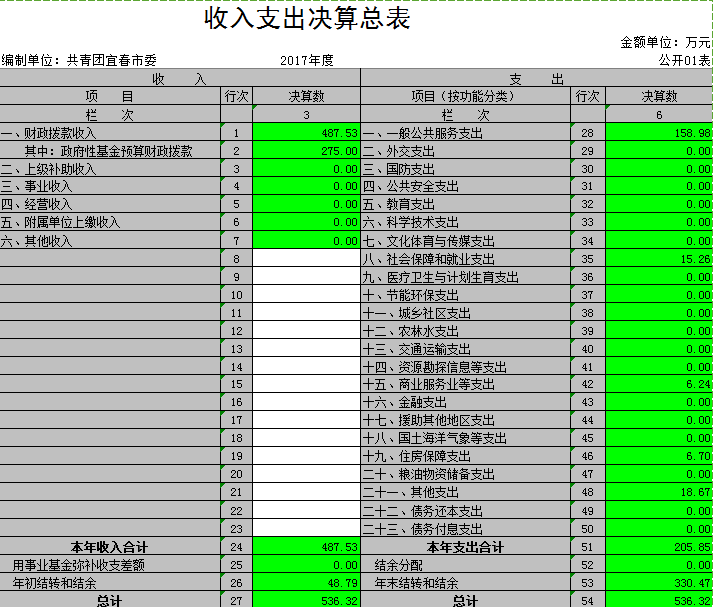 收入支出决算总表
金额单位：万元
编制单位：共青团宜春市委 2017年度 公开01表
收 入 支 出
项 目 行次 决算数 项目（按功能分类） 行次 决算数
栏 次 3 栏 次 6
一、财政拨款收入 1 487.53 一、一般公共服务支出 28 158.98
其中：政府性基金预算财政拨款 2 275.00 二、外交支出 29 0.00
二、上级补助收入 3 0.00 三、国防支出 30 0.00
三、事业收入 4 0.00 四、公共安全支出 31 0.00
四、经营收入 5 0.00 五、教育支出 32 0.00
五、附属单位上缴收入 6 0.00 六、科学技术支出 33 0.00
六、其他收入 7 0.00 七、文化体育与传媒支出 34 0.00
8 八、社会保障和就业支出 35 15.26
9 九、医疗卫生与计划生育支出 36 0.00
10 十、节能环保支出 37 0.00
11 十一、城乡社区支出 38 0.00
12 十二、农林水支出 39 0.00
13 十三、交通运输支出 40 0.00
14 十四、资源勘探信息等支出 41 0.00
15 十五、商业服务业等支出 42 6.24
16 十六、金融支出 43 0.00
17 十七、援助其他地区支出 44 0.00
18 十八、国土海洋气象等支出 45 0.00
19 十九、住房保障支出 46 6.70
20 二十、粮油物资储备支出 47 0.00
21 二十一、其他支出 48 18.67
22 二十二、债务还本支出 49 0.00
23 二十三、债务付息支出 50 0.00
本年收入合计 24 487.53 本年支出合计 51 205.85
用事业基金弥补收支差额 25 0.00 结余分配 52 0.00
年初结转和结余 26 48.79 年末结转和结余 53 330.47
总计 27 536.32 总计 54 536.32